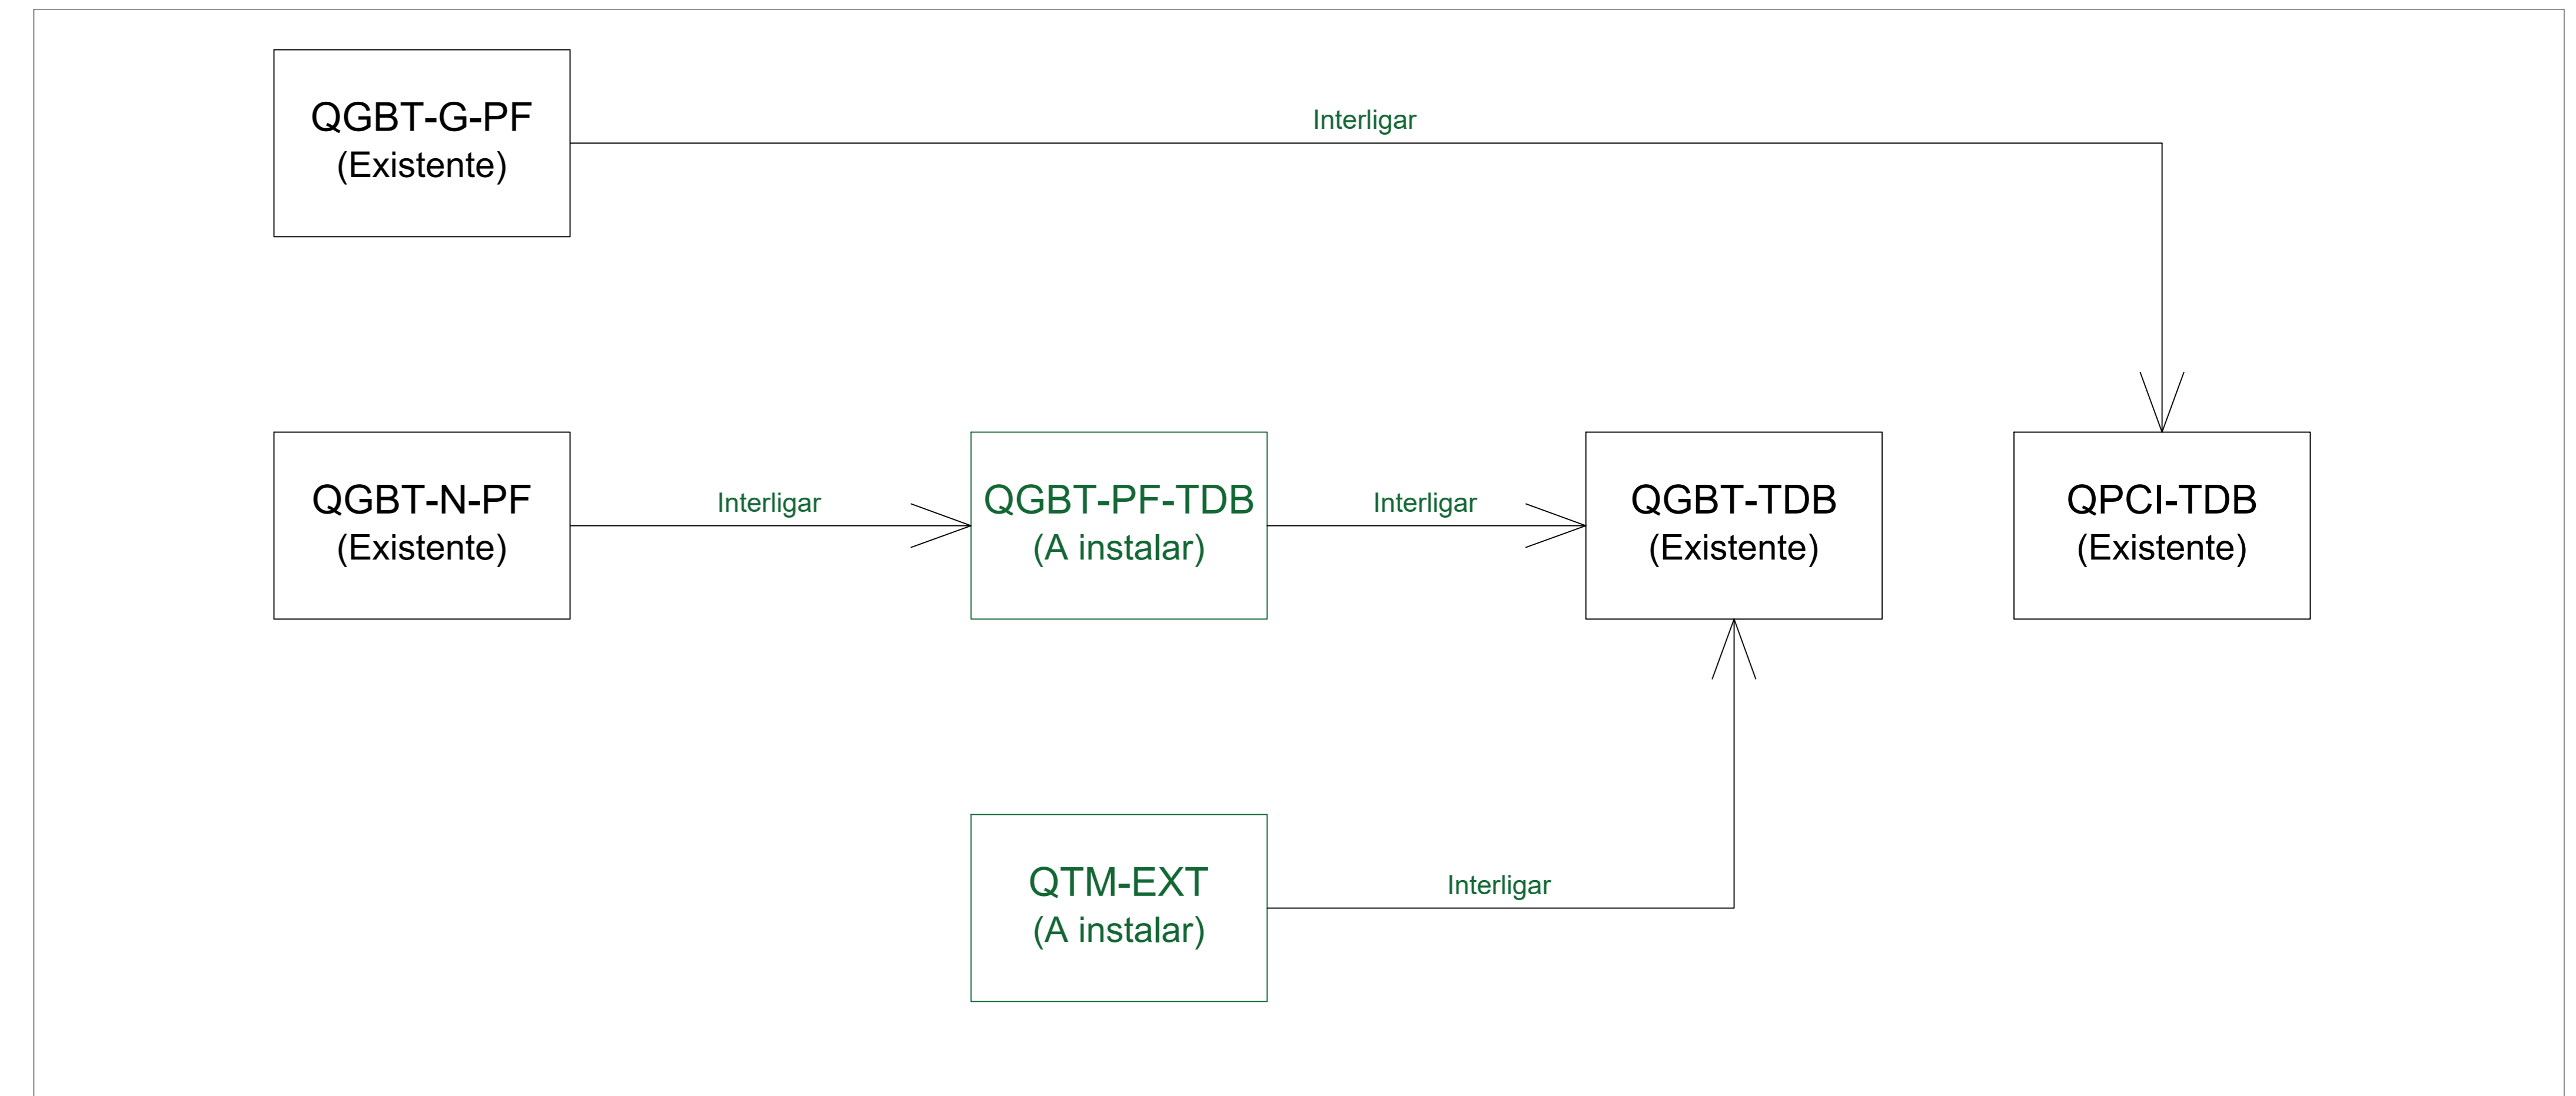 QGBT-G-PF
(Existente)
Interligar
QGBT-N-PF
(Existente)
Interligar
QGBT-PF-TDB
(A instalar)
Interligar
QGBT-TDB
(Existente)
QPCI-TDB
(Existente)
QTM-EXT
(A instalar)
Interligar